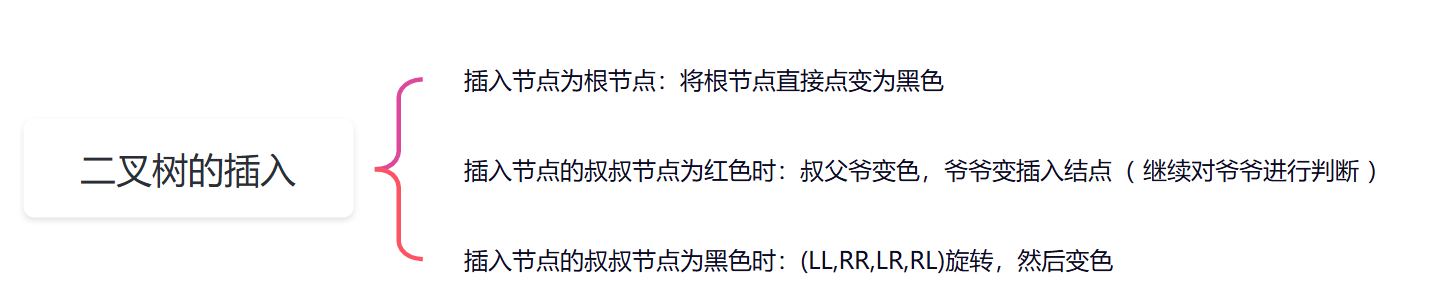 插入节点为根节点：将根节点直接点变为黑色
二叉树的插入
插入节点的叔叔节点为红色时：叔父爷变色，爷爷变插入结点（ 继续对爷爷进行判断 ）
插入节点的叔叔节点为黑色时：(LL,RR,LR,RL)旋转，然后变色